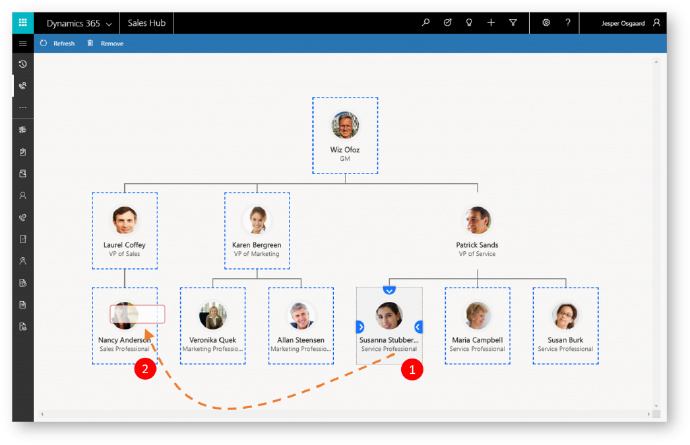 Dynamics 365
Sales Hub
Jesper Osgaard
Refresh
Remove
Wiz Ofoz
GM
Laurel Coffey
VP of Sales
Karen Bergreen
VP of Marketing
Patrick Sands
VP of Service
Nancy Anderson
Sales Professional
Veronika Quek
Marketing Professio...
Allan Steensen
Marketing Professio...
Susanna Stubber...
Service Professional
Maria Campbell
Service Professional
Susan Burk
Service Professional
2
1